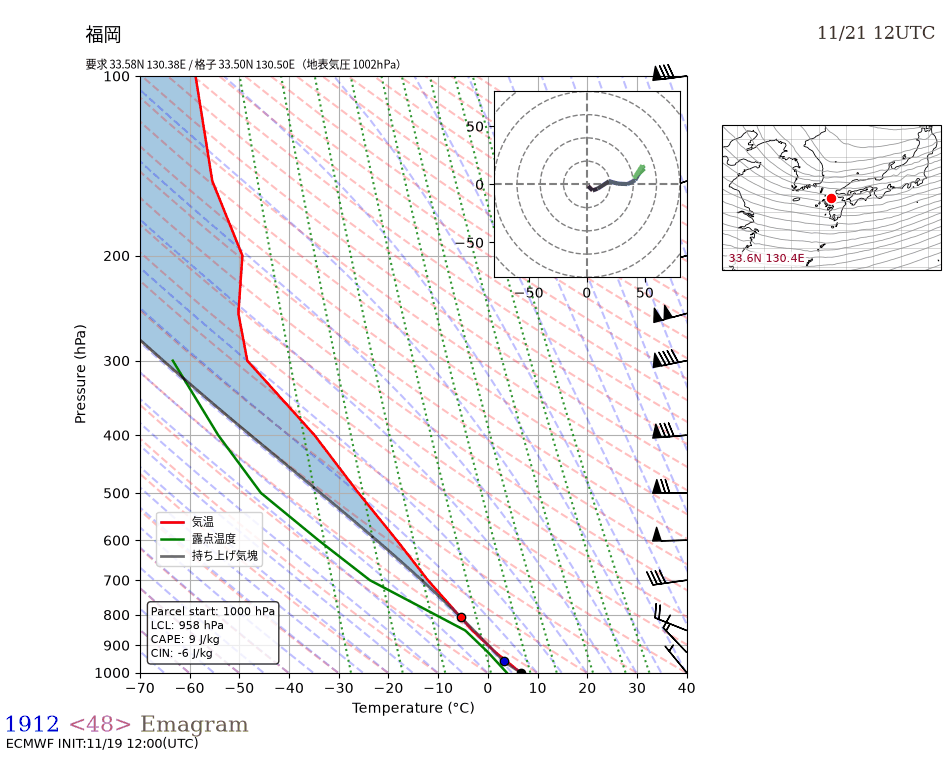 福岡
11/21 12UTC
要求 33.58N 130.38E / 格子 33.50N 130.50E（地表気圧 1002hPa）
100
200
300
400
500
600
700
800
900
1000
Pressure (hPa)
50
0
−50
−50 0 50
33.6N 130.4E
気温
露点温度
持ち上げ気塊
Parcel start: 1000 hPa
LCL: 958 hPa
CAPE: 9 J/kg
CIN: -6 J/kg
−70 −60 −50 −40 −30 −20 −10 0 10 20 30 40
Temperature (°C)
1912 <48> Emagram
ECMWF INIT:11/19 12:00(UTC)